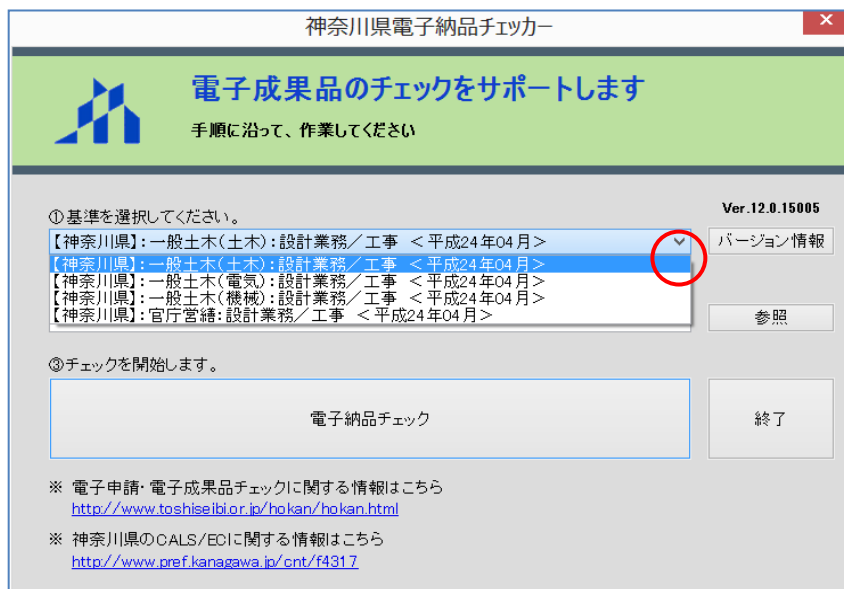 神奈川県電子納品チェッカー
電子成果品のチェックをサポートします
手順に沿って、作業してください
Ver.12.0.15005
①基準を選択してください。
【神奈川県】:一般土木(土木):設計業務/工事 <平成24年04月>
バージョン情報
【神奈川県】:一般土木(土木):設計業務/工事 <平成24年04月>
【神奈川県】:一般土木(電気):設計業務/工事 <平成24年04月>
【神奈川県】:一般土木(機械):設計業務/工事 <平成24年04月>
【神奈川県】:官庁営繕:設計業務/工事 <平成24年04月>
参照
③チェックを開始します。
電子納品チェック
終了
※ 電子申請・電子成果品チェックに関する情報はこちら
http://www.toshiseibi.or.jp/hokan/hokan.html
※ 神奈川県のCALS/ECに関する情報はこちら
http://www.pref.kanagawa.jp/cnt/f4317